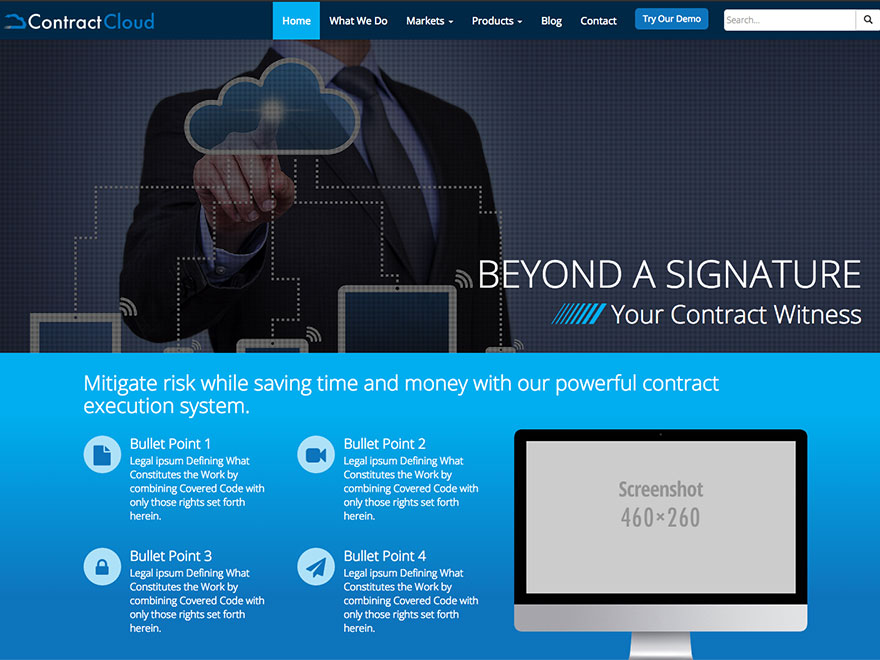 ContractCloud
Home
What We Do
Markets
Products
Blog
Contact
Try Our Demo
Search...
BEYOND A SIGNATURE
Your Contract Witness
Mitigate risk while saving time and money with our powerful contract
execution system.
Bullet Point 1
Legal ipsum Defining What
Constitutes the Work by
combining Covered Code with
only those rights set forth
herein.
Bullet Point 2
Legal ipsum Defining What
Constitutes the Work by
combining Covered Code with
only those rights set forth
herein.
Screenshot
460×260
Bullet Point 3
Legal ipsum Defining What
Constitutes the Work by
combining Covered Code with
only those rights set forth
herein.
Bullet Point 4
Legal ipsum Defining What
Constitutes the Work by
combining Covered Code with
only those rights set forth
herein.